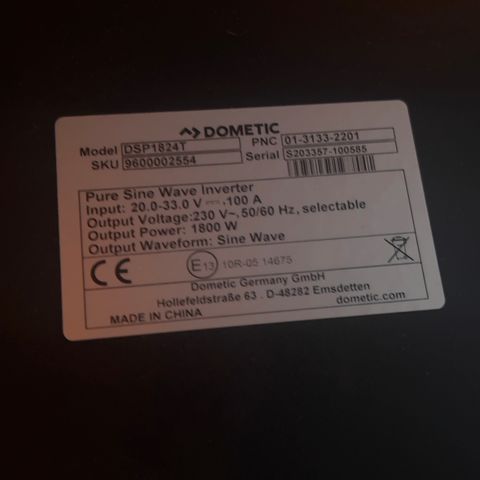 DOMETIC
Model DSP1824T PNC 01-3133-2201
SKU 9600002554 Serial S203357-100585
Pure Sine Wave Inverter
Input: 20.0-33.0 V ⎓ ,100 A
Output Voltage:230 V~, 50/60 Hz, selectable
Output Power: 1800 W
Output Waveform: Sine Wave
CE E13 10R-05 14675
Dometic Germany GmbH
Hollefeldstraße 63 . D-48282 Emsdetten
dometic.com
MADE IN CHINA